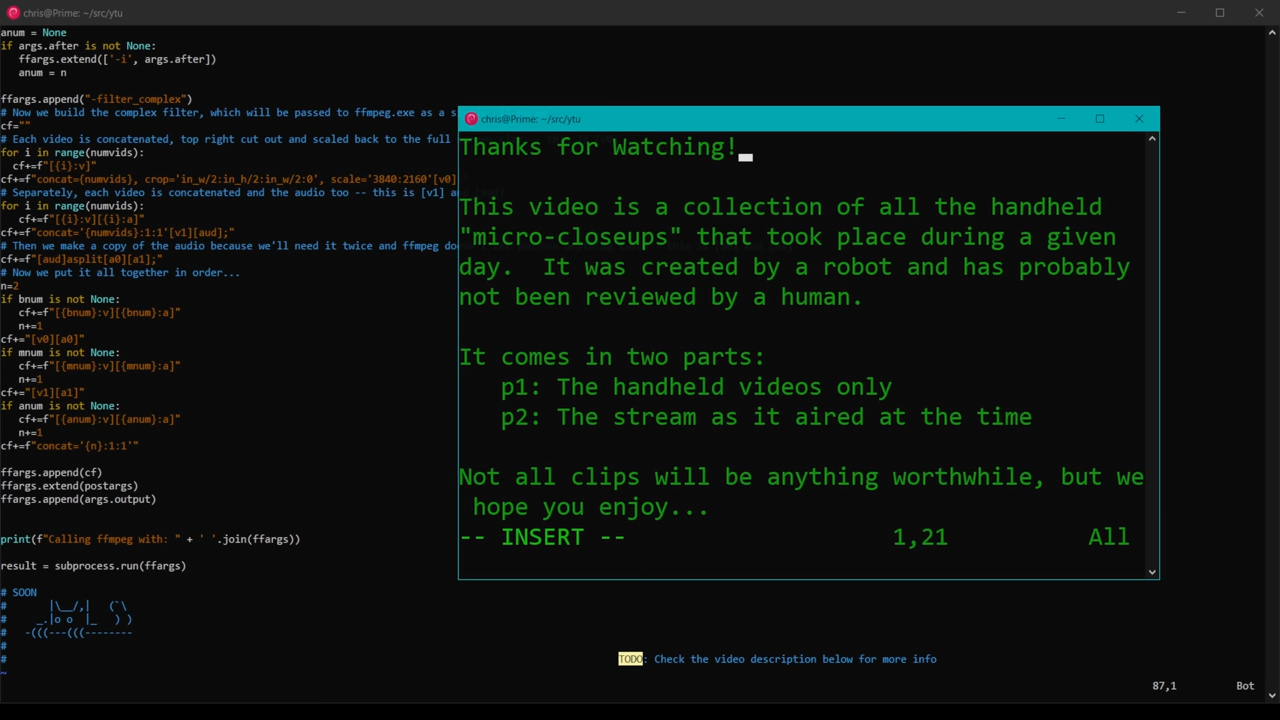 chris@Prime: ~/src/ytu
anum = None
if args.after is not None:
   ffargs.extend(['-i', args.after])
   anum = n
ffargs.append("-filter_complex")
# Now we build the complex filter, which will be passed to ffmpeg.exe as a s
cf=""
# Each video is concatenated, top right cut out and scaled back to the full
for i in range(numvids):
  cf+=f"[{i}:v]"
cf+=f"concat={numvids}, crop='in_w/2:in_h/2:in_w/2:0', scale='3840:2160'[v0]
# Separately, each video is concatenated and the audio too -- this is [v1] a
for i in range(numvids):
   cf+=f"[{i}:v][{i}:a]"
cf+=f"concat='{numvids}:1:1'[v1][aud];"
# Then we make a copy of the audio because we'll need it twice and ffmpeg do
cf+=f"[aud]asplit[a0][a1];"
# Now we put it all together in order...
n=2
if bnum is not None:
   cf+=f"[{bnum}:v][{bnum}:a]"
   n+=1
cf+="[v0][a0]"
if mnum is not None:
   cf+=f"[{mnum}:v][{mnum}:a]"
   n+=1
cf+="[v1][a1]"
if anum is not None:
   cf+=f"[{anum}:v][{anum}:a]"
   n+=1
cf+=f"concat='{n}:1:1'"
ffargs.append(cf)
ffargs.extend(postargs)
ffargs.append(args.output)
print(f"Calling ffmpeg with: " + ' '.join(ffargs))
result = subprocess.run(ffargs)
# SOON
#     |\__/,|   (`\
#   _.|o o  |_   ) )
#  -(((---(((--------
#
#
~
chris@Prime: ~/src/ytu
Thanks for Watching!
This video is a collection of all the handheld
"micro-closeups" that took place during a given
day.  It was created by a robot and has probably
not been reviewed by a human.
It comes in two parts:
   p1: The handheld videos only
   p2: The stream as it aired at the time
Not all clips will be anything worthwhile, but we
 hope you enjoy...
-- INSERT --                   1,21          All
TODO: Check the video description below for more info
87,1          Bot